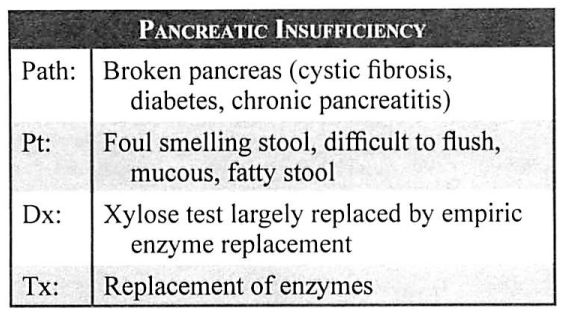 PANCREATIC INSUFFICIENCY
Path: Broken pancreas (cystic fibrosis,
diabetes, chronic pancreatitis)
Pt: Foul smelling stool, difficult to flush,
mucous, fatty stool
Dx: Xylose test largely replaced by empiric
enzyme replacement
Tx: Replacement of enzymes